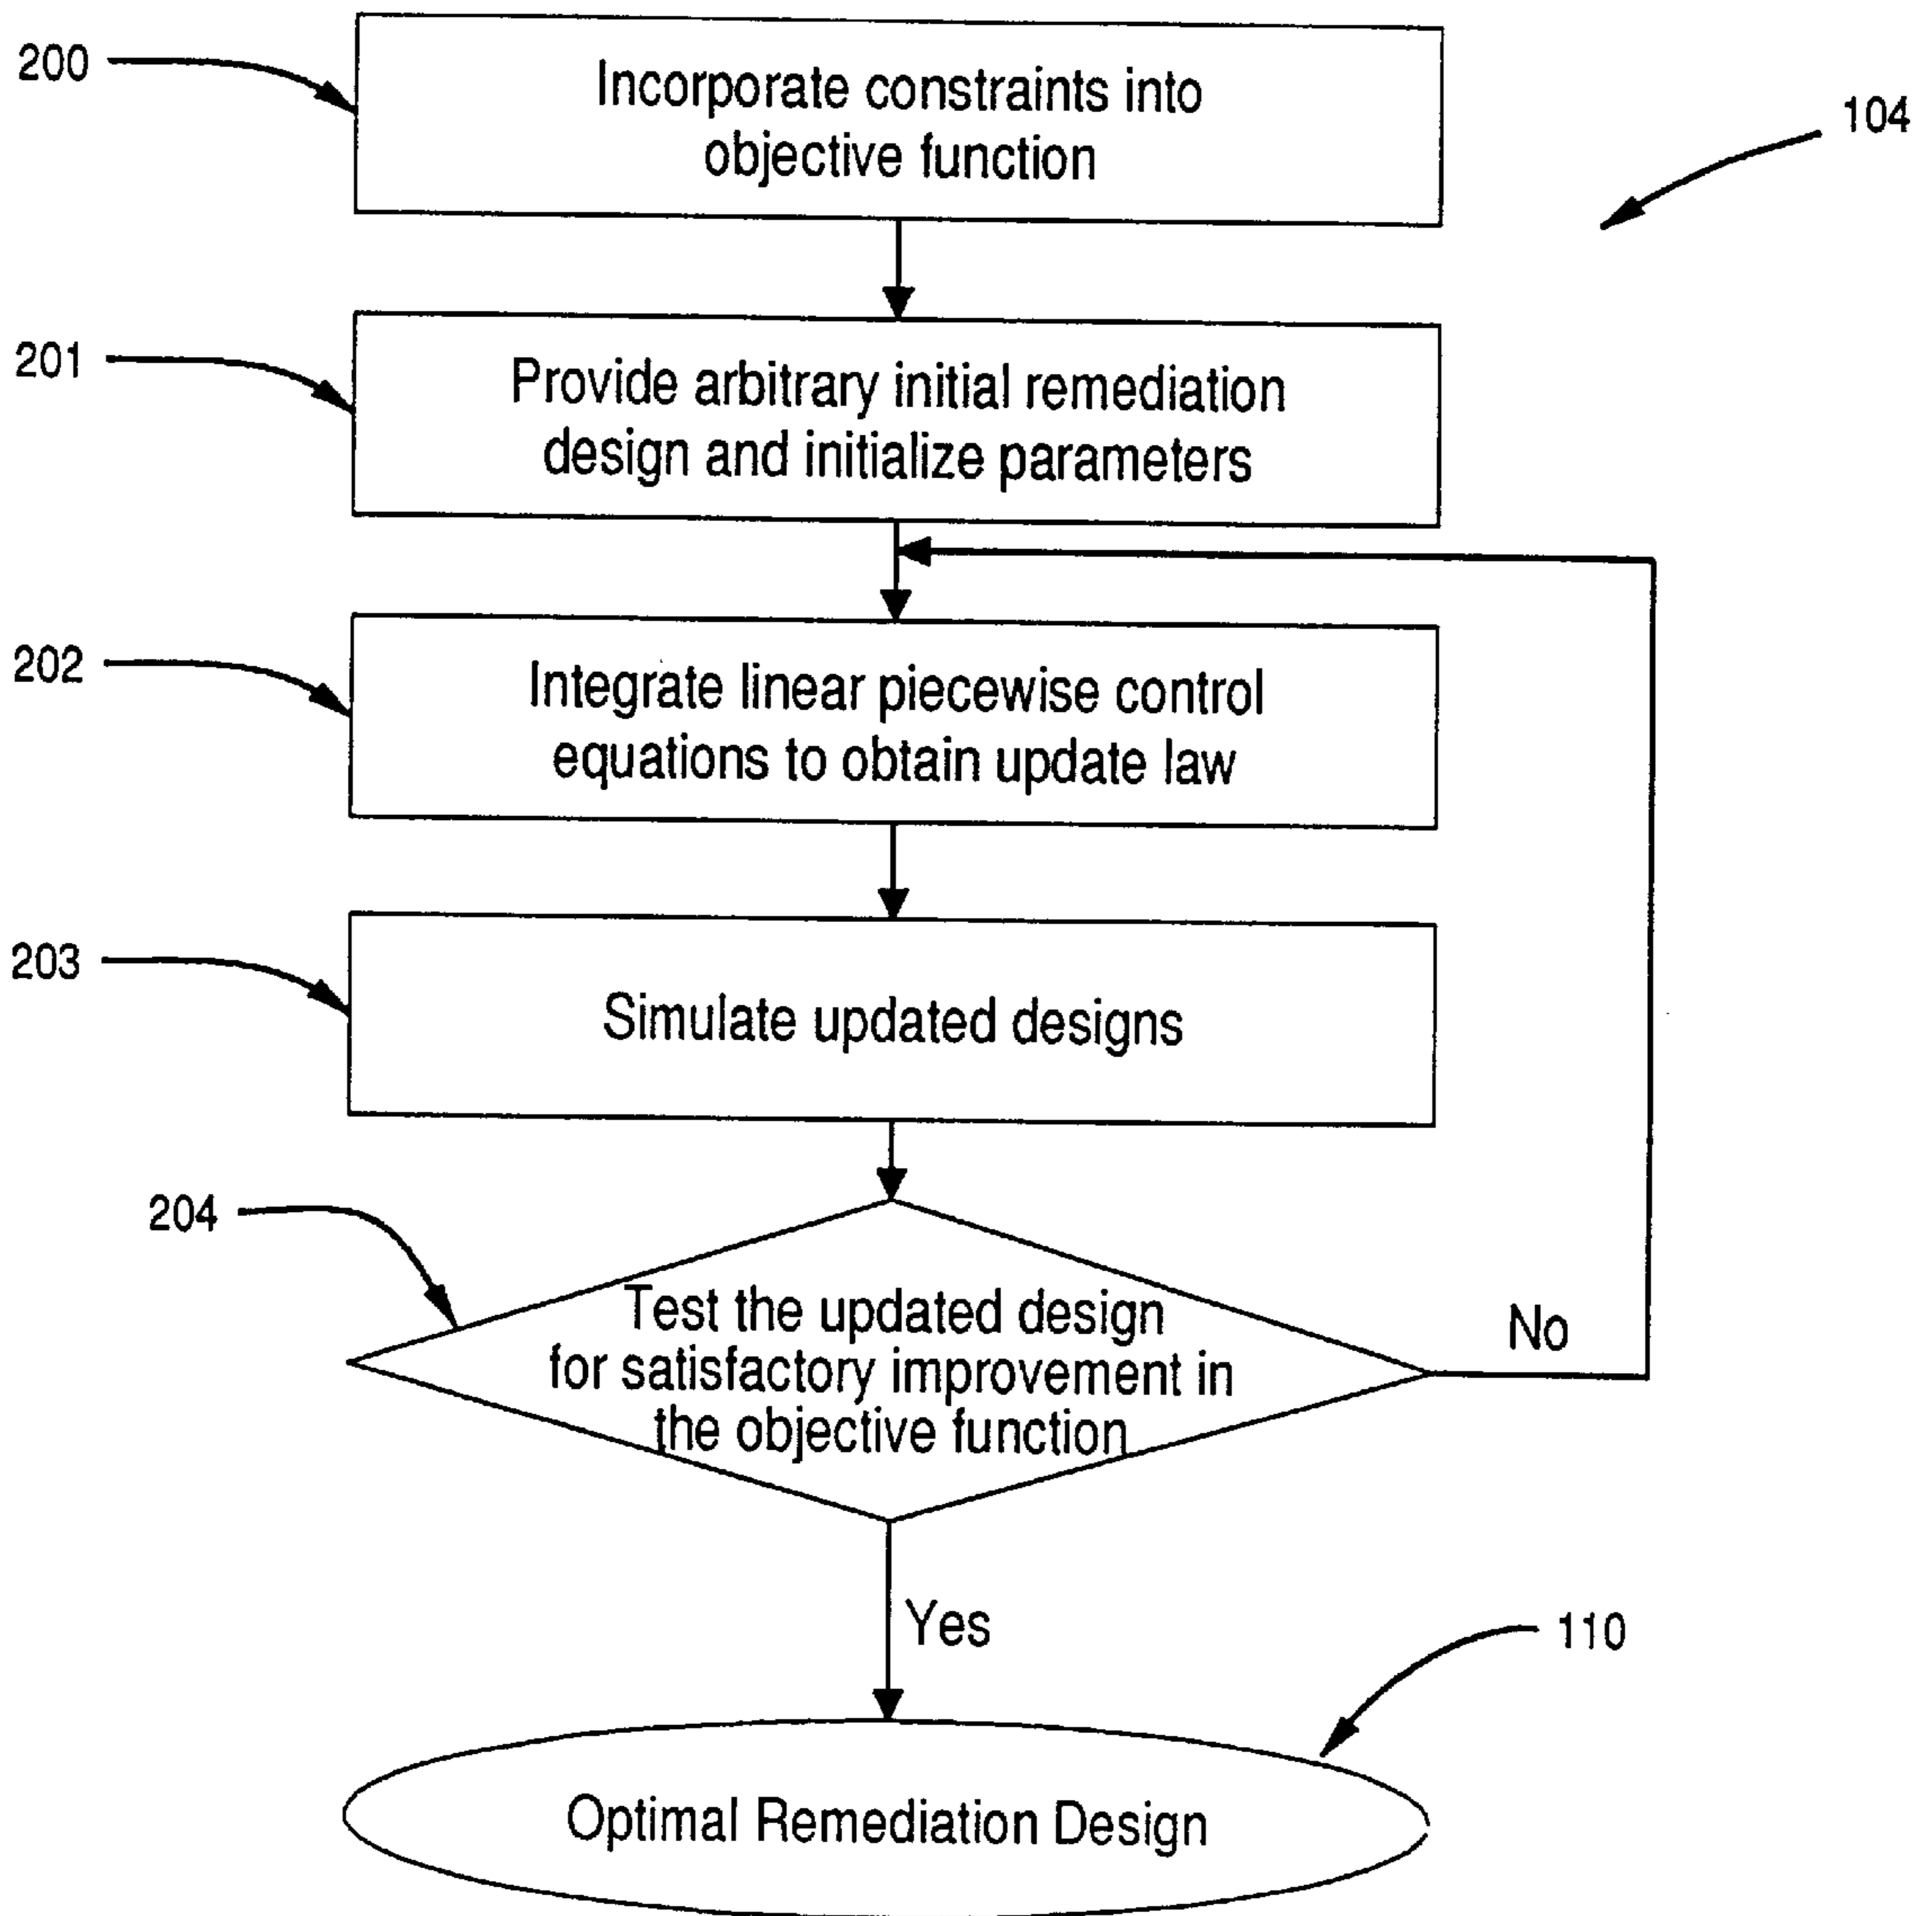 200
Incorporate constraints into
objective function
104
201
Provide arbitrary initial remediation
design and initialize parameters
202
Integrate linear piecewise control
equations to obtain update law
203
Simulate updated designs
204
Test the updated design
for satisfactory improvement in
the objective function
No
Yes
110
Optimal Remediation Design